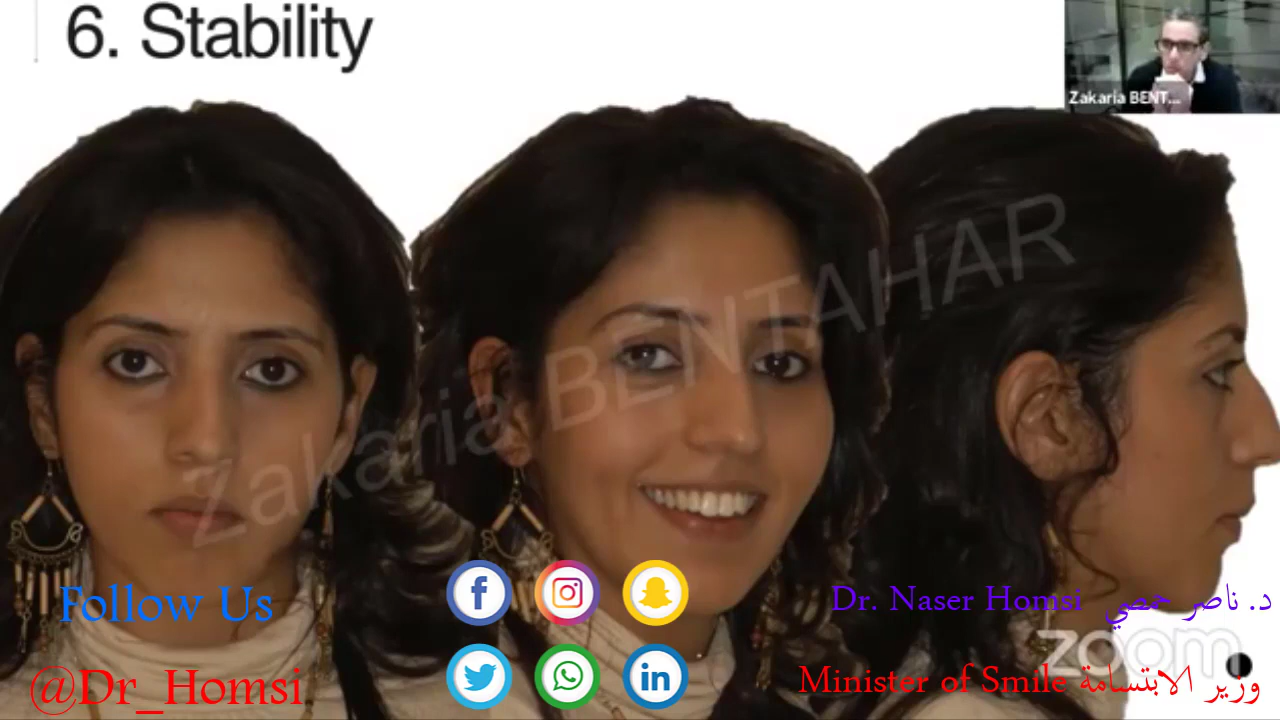 6. Stability
Zakaria BENT...
Zakaria BENTAHAR
Follow Us
Dr. Naser Homsi د. ناصر حمصي
zoom
@Dr_Homsi
Minister of Smile وزير الابتسامة